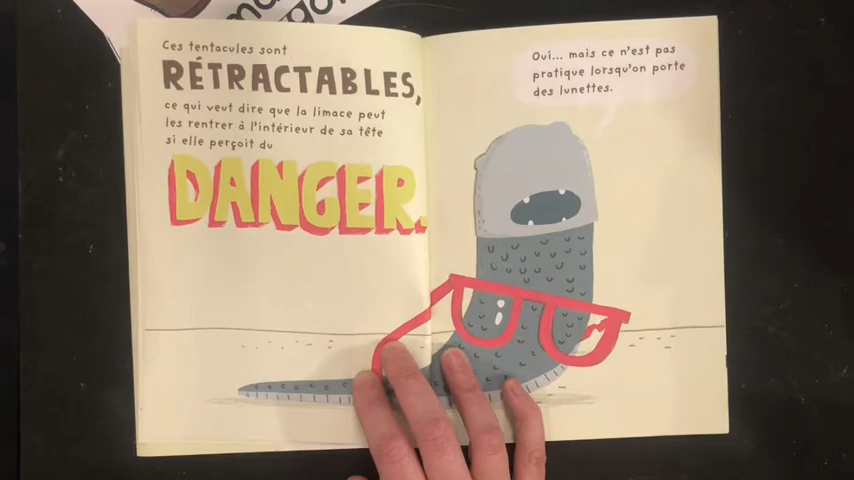 Ces tentacules sont
RÉTRACTABLES,
ce qui veut dire que la limace peut
les rentrer à l'intérieur de sa tête
si elle perçoit du
DANGER.
Oui... mais ce n'est pas
pratique lorsqu'on porte
des lunettes.